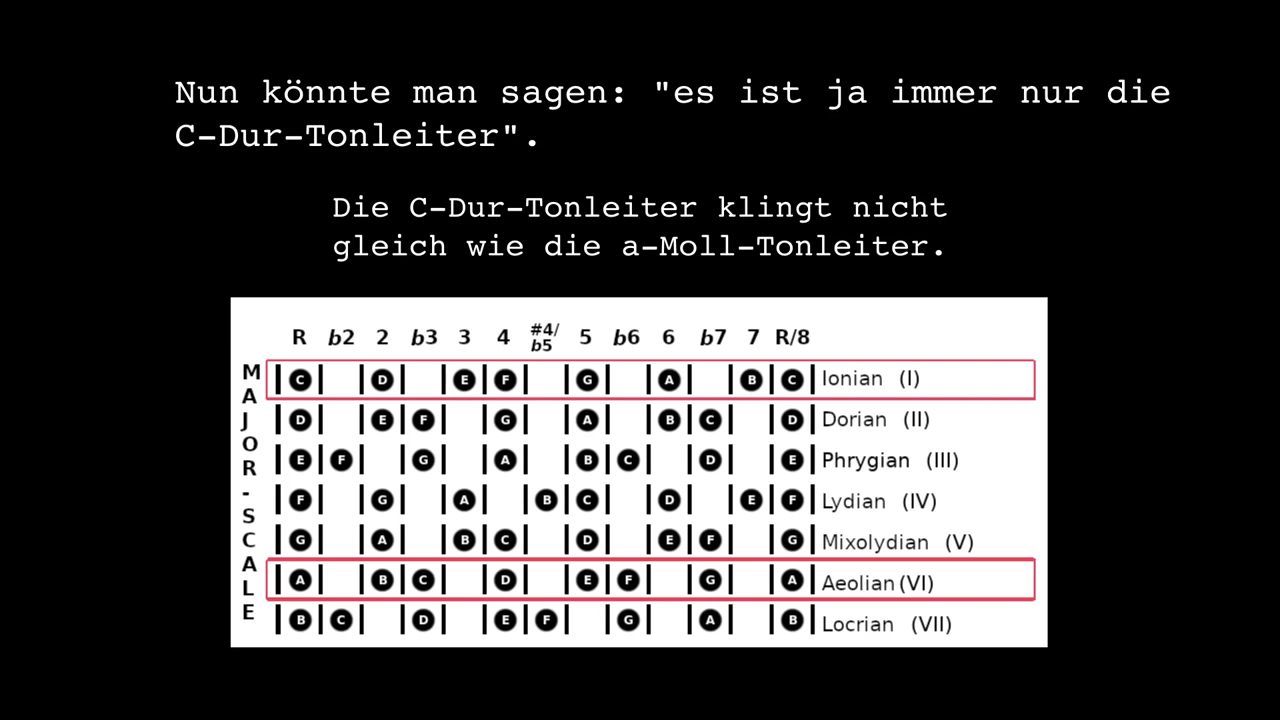 Nun könnte man sagen: "es ist ja immer nur die
C-Dur-Tonleiter".
Die C-Dur-Tonleiter klingt nicht
gleich wie die a-Moll-Tonleiter.
R b2 2 b3 3 4 #4/b5 5 b6 6 b7 7 R/8
MAJOR-SCALE
C D E F G A B C Ionian (I)
D E F G A B C D Dorian (II)
E F G A B C D E Phrygian (III)
F G A B C D E F Lydian (IV)
G A B C D E F G Mixolydian (V)
A B C D E F G A Aeolian (VI)
B C D E F G A B Locrian (VII)